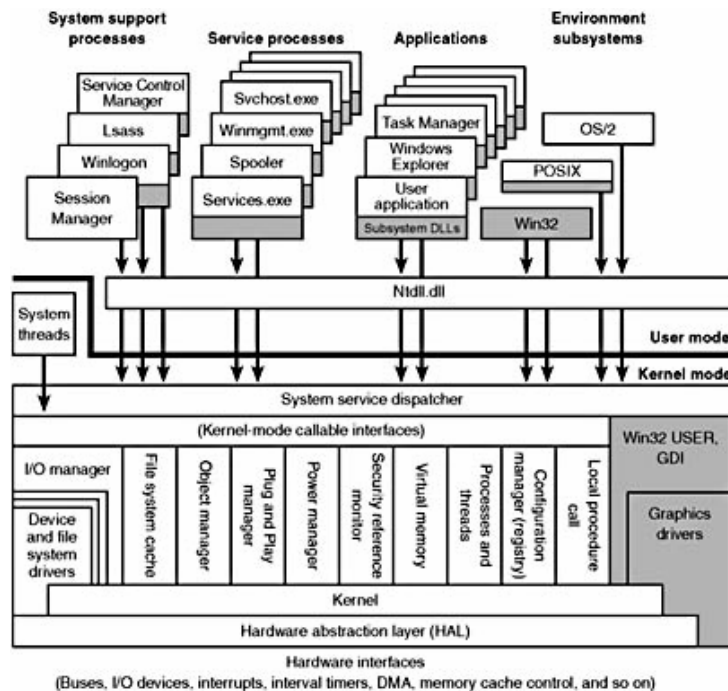 System support
processes
Service processes
Applications
Environment
subsystems
Service Control
Manager
Lsass
Winlogon
Session
Manager
Svchost.exe
Winmgmt.exe
Spooler
Services.exe
Task Manager
Windows
Explorer
User
application
Subsystem DLLs
OS/2
POSIX
Win32
Ntdll.dll
System
threads
User mode
Kernel mode
System service dispatcher
(Kernel-mode callable interfaces)
Win32 USER,
GDI
I/O manager
Device and
file system
drivers
File system cache
Object manager
Plug and Play
manager
Power manager
Security reference
monitor
Virtual memory
Processes and
threads
Configuration
manager (registry)
Local procedure
call
Graphics
drivers
Kernel
Hardware abstraction layer (HAL)
Hardware interfaces
(Buses, I/O devices, interrupts, interval timers, DMA, memory cache control, and so on)